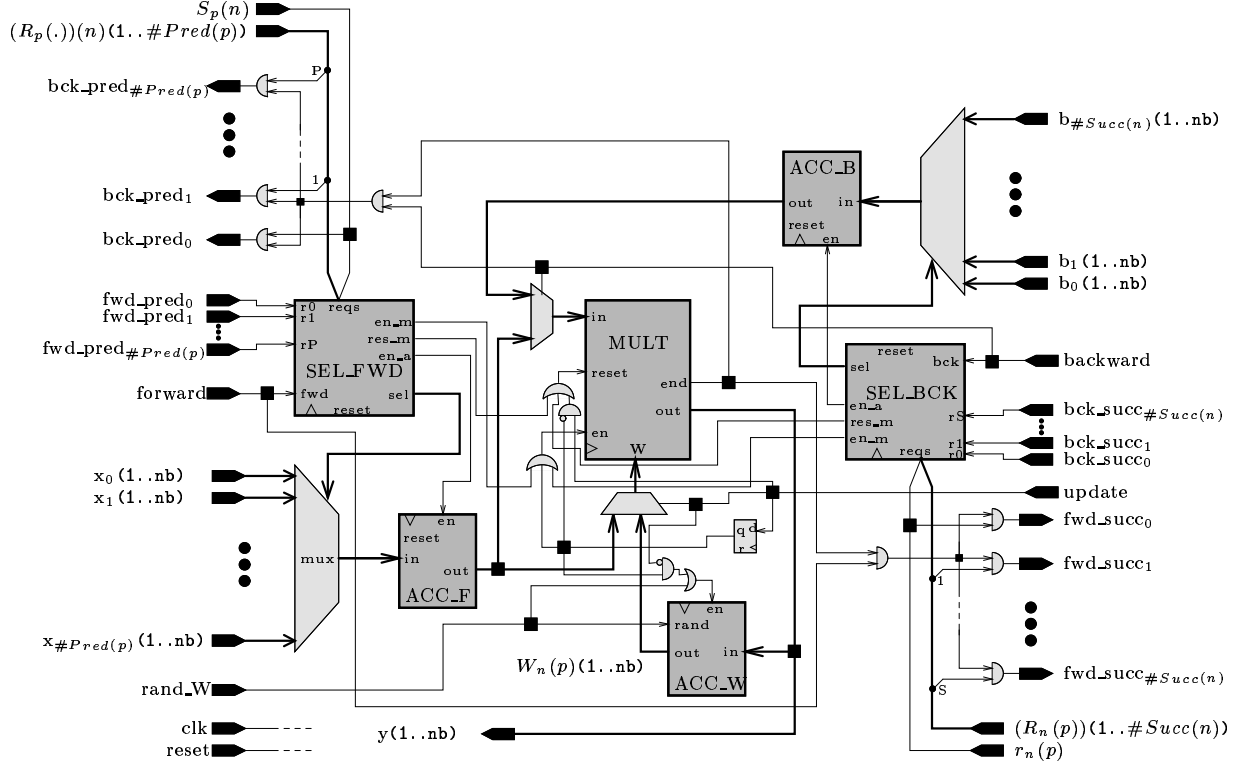 S_p(n)
(R_p(.))(n)(1..#Pred(p))
P
bck_pred_#Pred(p)
1
bck_pred_1
bck_pred_0
b_#Succ(n)(1..nb)
ACC_B
out
in
reset
en
b_1(1..nb)
b_0(1..nb)
fwd_pred_0
fwd_pred_1
fwd_pred_#Pred(p)
forward
r0
reqs
r1
en_m
res_m
rP
en_a
SEL_FWD
fwd
sel
reset
in
MULT
reset
end
out
en
W
reset
bck
sel
SEL_BCK
en_a
rS
res_m
en_m
r1
reqs
r0
backward
bck_succ_#Succ(n)
bck_succ_1
bck_succ_0
update
x_0(1..nb)
x_1(1..nb)
mux
x_#Pred(p)(1..nb)
en
reset
in
out
ACC_F
q
d
r
fwd_succ_0
fwd_succ_1
1
fwd_succ_#Succ(n)
S
en
rand
out
in
ACC_W
W_n(p)(1..nb)
rand_W
clk
reset
y(1..nb)
(R_n(p))(1..#Succ(n))
r_n(p)